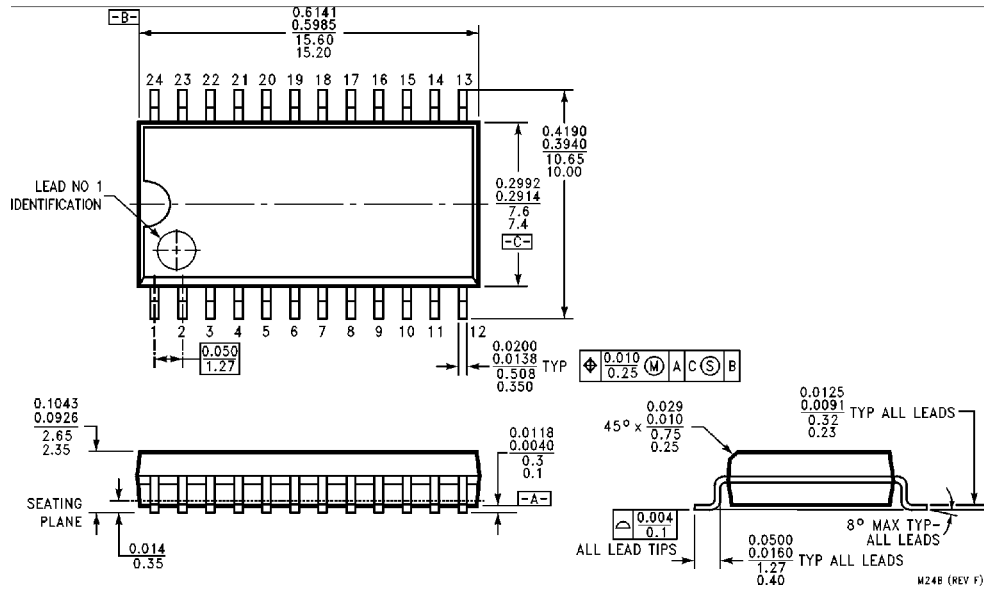 -B-
0.6141
0.5985
15.60
15.20
24 23 22 21 20 19 18 17 16 15 14 13
LEAD NO 1
IDENTIFICATION
0.2992
0.2914
7.6
7.4
-C-
0.4190
0.3940
10.65
10.00
1 2 3 4 5 6 7 8 9 10 11 12
0.050
1.27
0.0200
0.0138
0.508
0.350
TYP
⌖ 0.010
0.25
Ⓜ A C Ⓢ B
0.1043
0.0926
2.65
2.35
SEATING
PLANE
0.014
0.35
0.0118
0.0040
0.3
0.1
-A-
45° x
0.029
0.010
0.75
0.25
0.0125
0.0091
0.32
0.23
TYP ALL LEADS
0.004
0.1
ALL LEAD TIPS
0.0500
0.0160
1.27
0.40
TYP ALL LEADS
8° MAX TYP-
ALL LEADS
M24B (REV F)